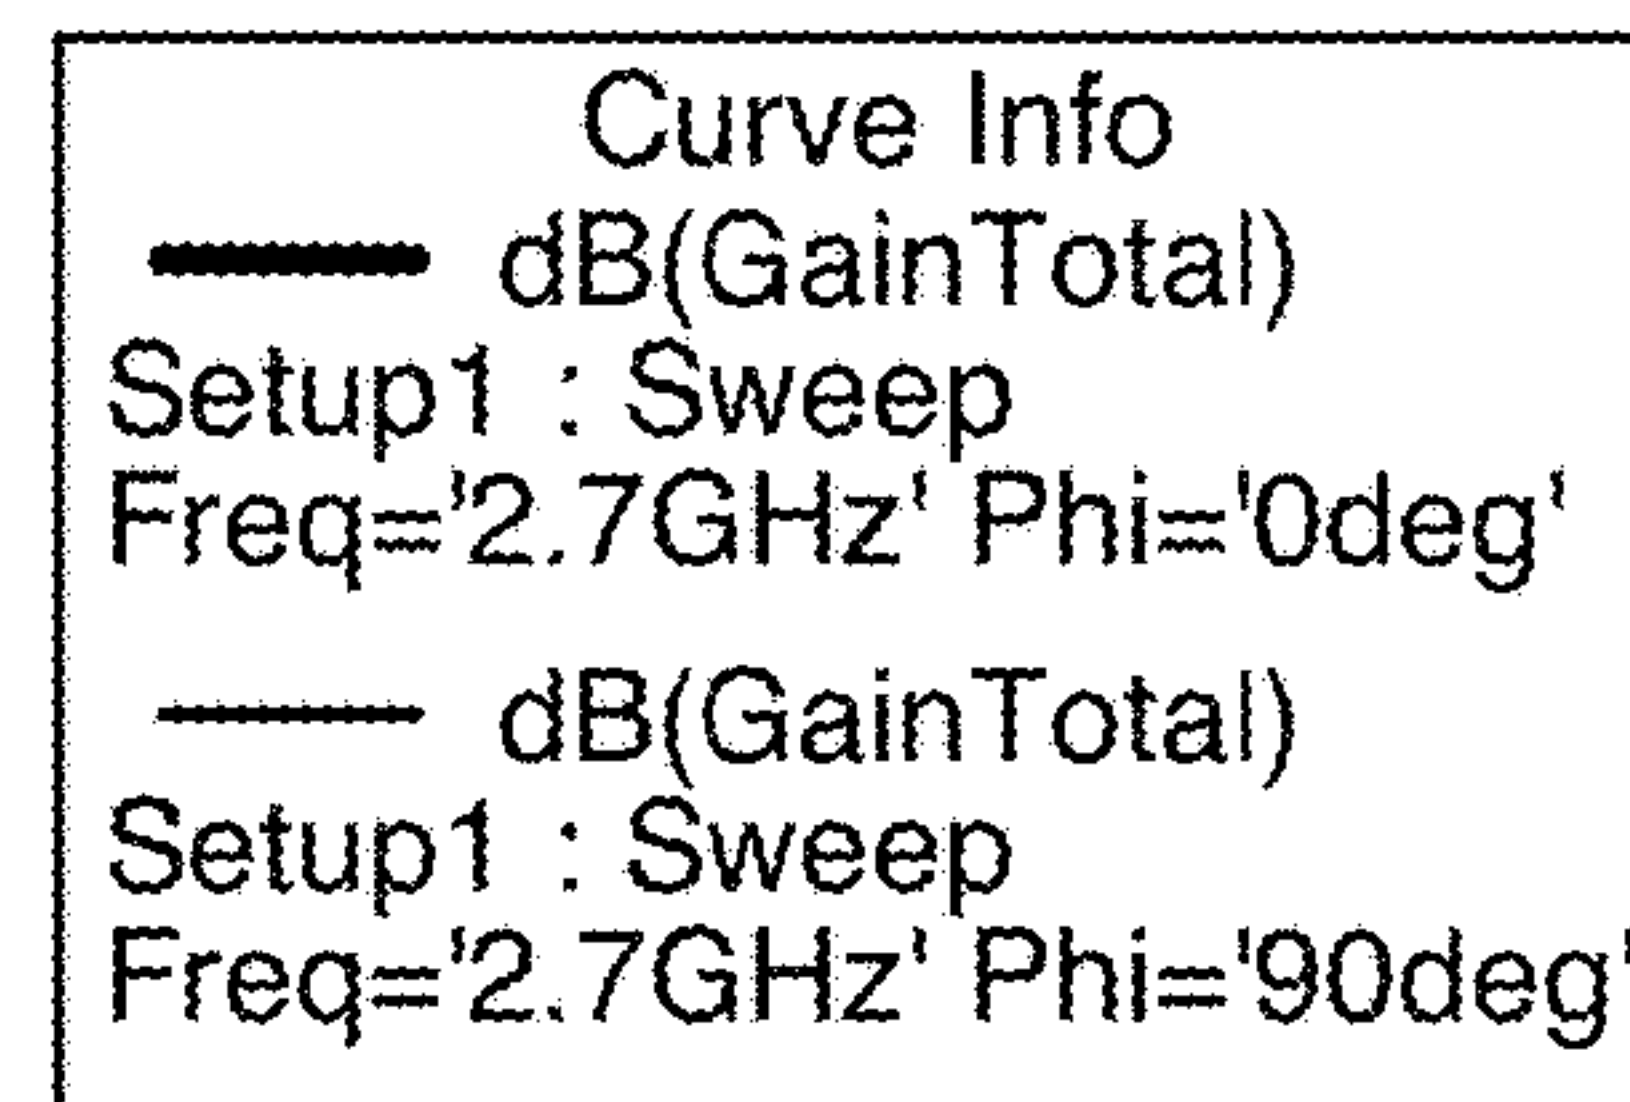 Curve Info
dB(GainTotal)
Setup1 : Sweep
Freq='2.7GHz' Phi='0deg'
dB(GainTotal)
Setup1 : Sweep
Freq='2.7GHz' Phi='90deg'